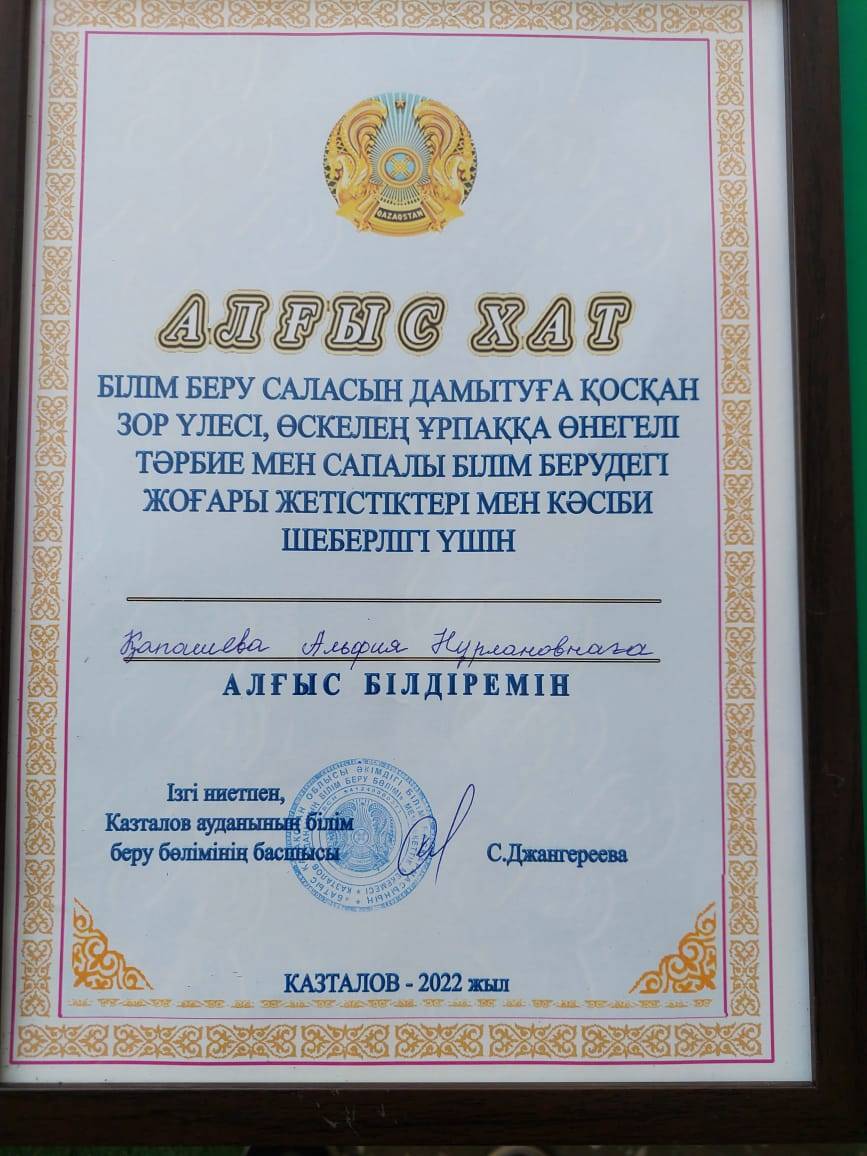 QAZAQSTAN
АЛҒЫС ХАТ
БІЛІМ БЕРУ САЛАСЫН ДАМЫТУҒА ҚОСҚАН
ЗОР ҮЛЕСІ, ӨСКЕЛЕҢ ҰРПАҚҚА ӨНЕГЕЛІ
ТӘРБИЕ МЕН САПАЛЫ БІЛІМ БЕРУДЕГІ
ЖОҒАРЫ ЖЕТІСТІКТЕРІ МЕН КӘСІБИ
ШЕБЕРЛІГІ ҮШІН
Қапашева Альфия Нұрлановнаға
АЛҒЫС БІЛДІРЕМІН
Ізгі ниетпен,
Казталов ауданының білім
беру бөлімінің басшысы
С.Джангереева
КАЗТАЛОВ - 2022 жыл